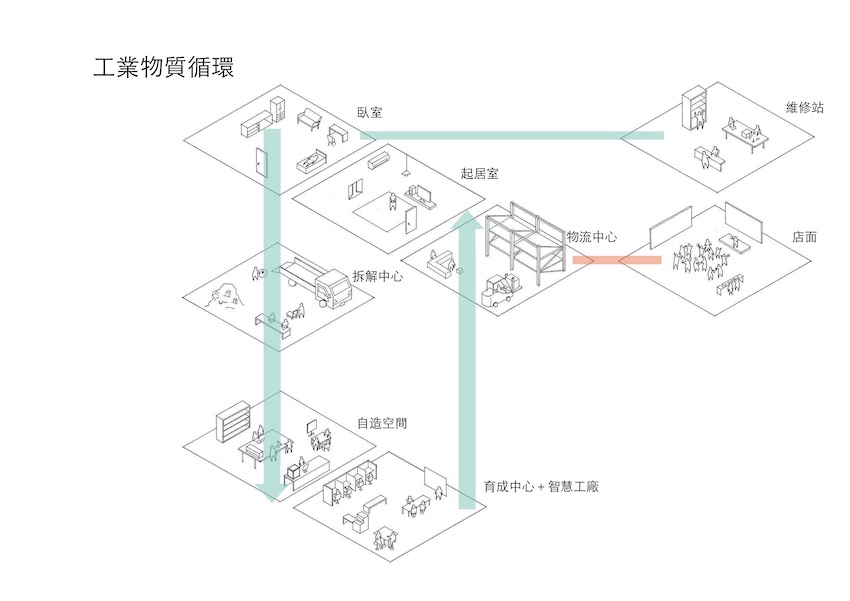 工業物質循環
臥室
維修站
起居室
物流中心
店面
拆解中心
自造空間
育成中心＋智慧工廠